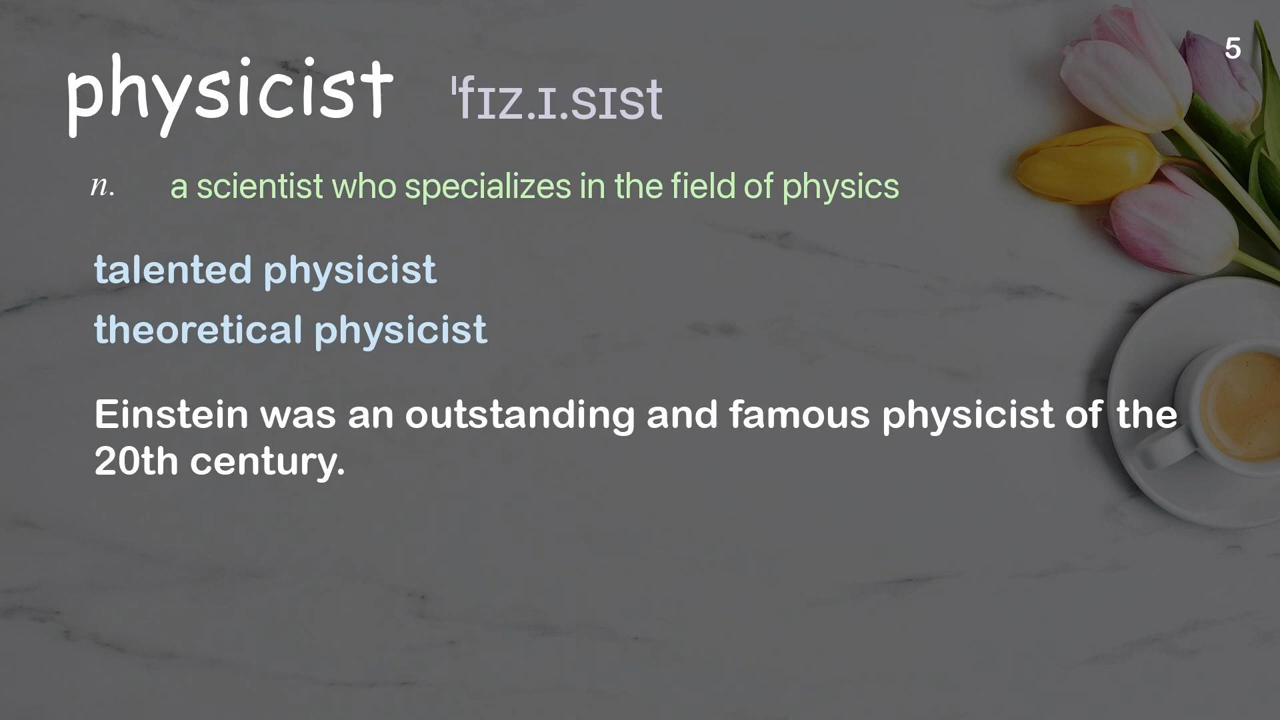 5
physicist ˈfɪz.ɪ.sɪst
n. a scientist who specializes in the field of physics
talented physicist
theoretical physicist
Einstein was an outstanding and famous physicist of the
20th century.